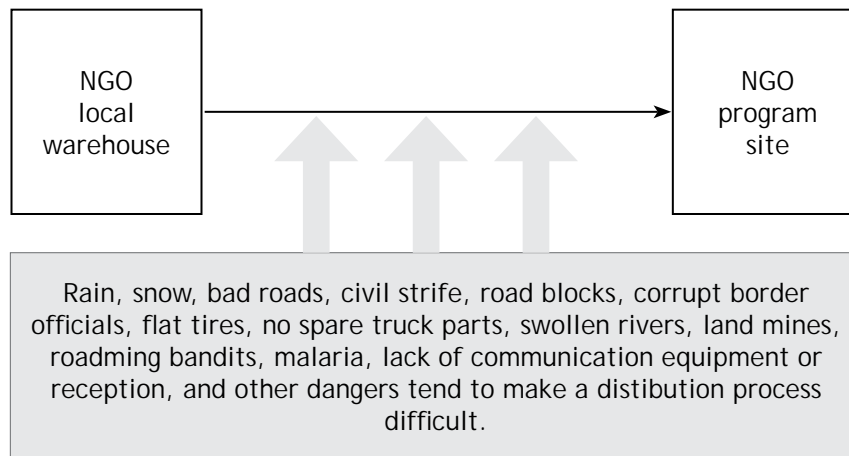 NGO
local
warehouse
NGO
program
site
Rain, snow, bad roads, civil strife, road blocks, corrupt border
officials, flat tires, no spare truck parts, swollen rivers, land mines,
roadming bandits, malaria, lack of communication equipment or
reception, and other dangers tend to make a distibution process
difficult.